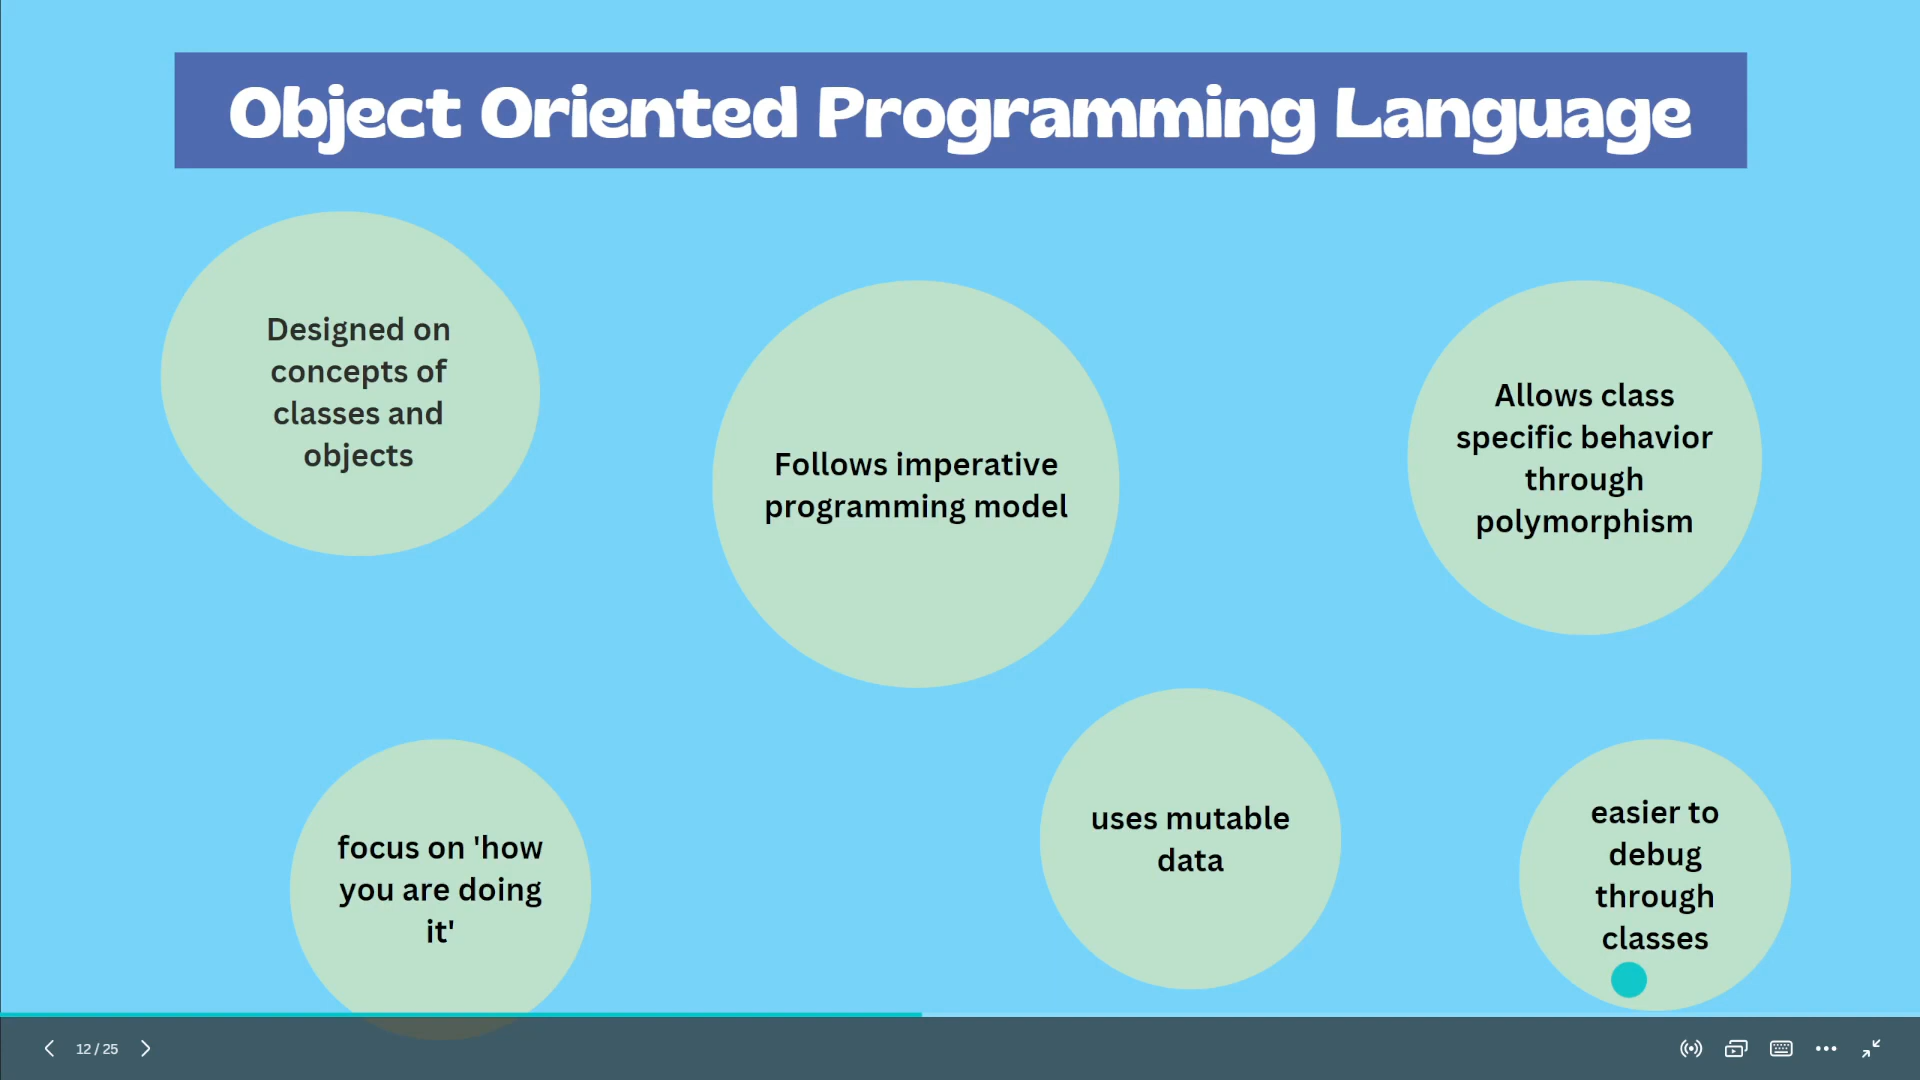 Object Oriented Programming Language
Designed on
concepts of
classes and
objects
Follows imperative
programming model
Allows class
specific behavior
through
polymorphism
focus on 'how
you are doing
it'
uses mutable
data
easier to
debug
through
classes
12 / 25